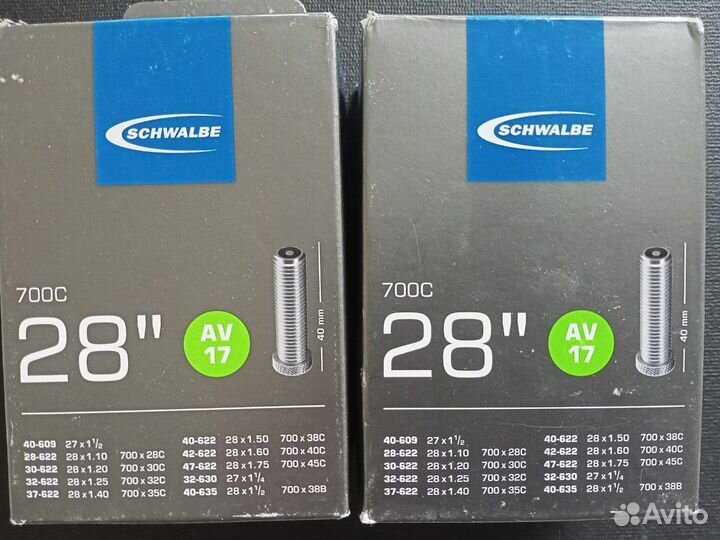 SCHWALBE
700C
28"
AV
17
40 mm
40-609 27 x 1 1/2
28-622 28 x 1.10 700 x 28C
30-622 28 x 1.20 700 x 30C
32-622 28 x 1.25 700 x 32C
37-622 28 x 1.40 700 x 35C
40-622 28 x 1.50 700 x 38C
42-622 28 x 1.60 700 x 40C
47-622 28 x 1.75 700 x 45C
32-630 27 x 1 1/4
40-635 28 x 1 1/2 700 x 38B
SCHWALBE
700C
28"
AV
17
40 mm
40-609 27 x 1 1/2
28-622 28 x 1.10 700 x 28C
30-622 28 x 1.20 700 x 30C
32-622 28 x 1.25 700 x 32C
37-622 28 x 1.40 700 x 35C
40-622 28 x 1.50 700 x 38C
42-622 28 x 1.60 700 x 40C
47-622 28 x 1.75 700 x 45C
32-630 27 x 1 1/4
40-635 28 x 1 1/2 700 x 38B
Avito